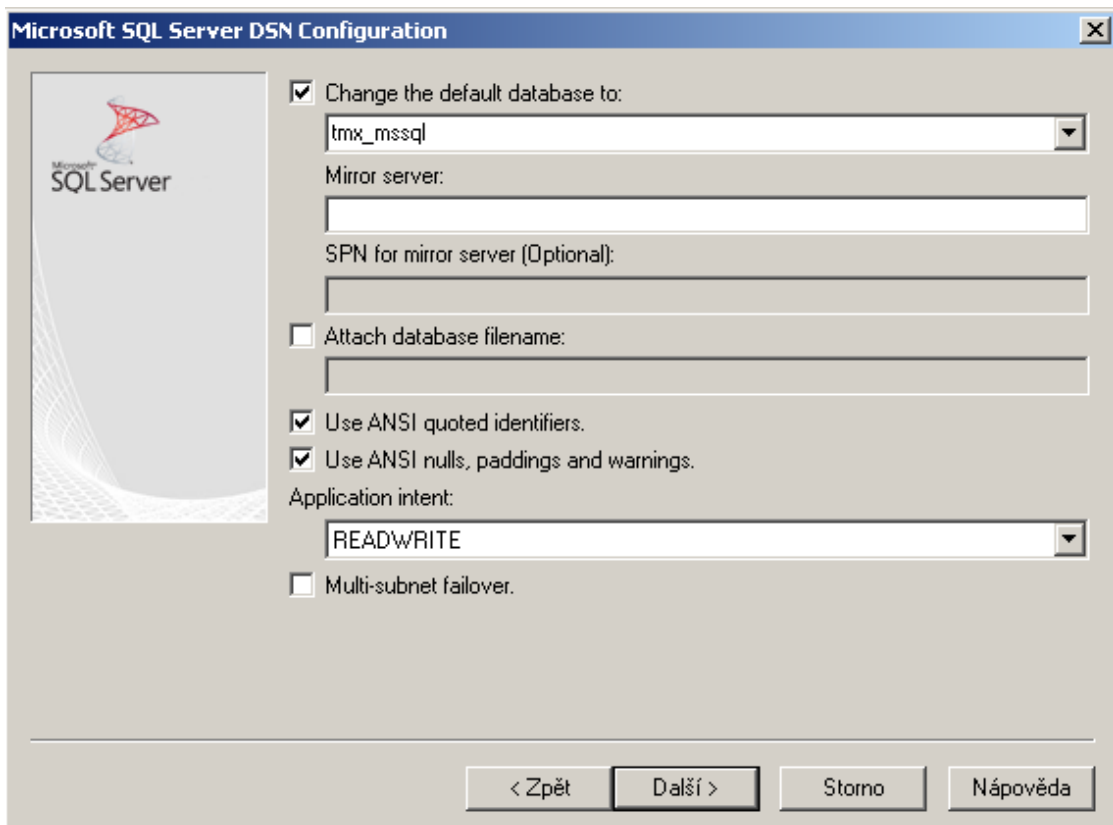 Microsoft SQL Server DSN Configuration
Microsoft
SQL Server
Change the default database to:
tmx_mssql
Mirror server:
SPN for mirror server (Optional):
Attach database filename:
Use ANSI quoted identifiers.
Use ANSI nulls, paddings and warnings.
Application intent:
READWRITE
Multi-subnet failover.
< Zpět
Další >
Storno
Nápověda